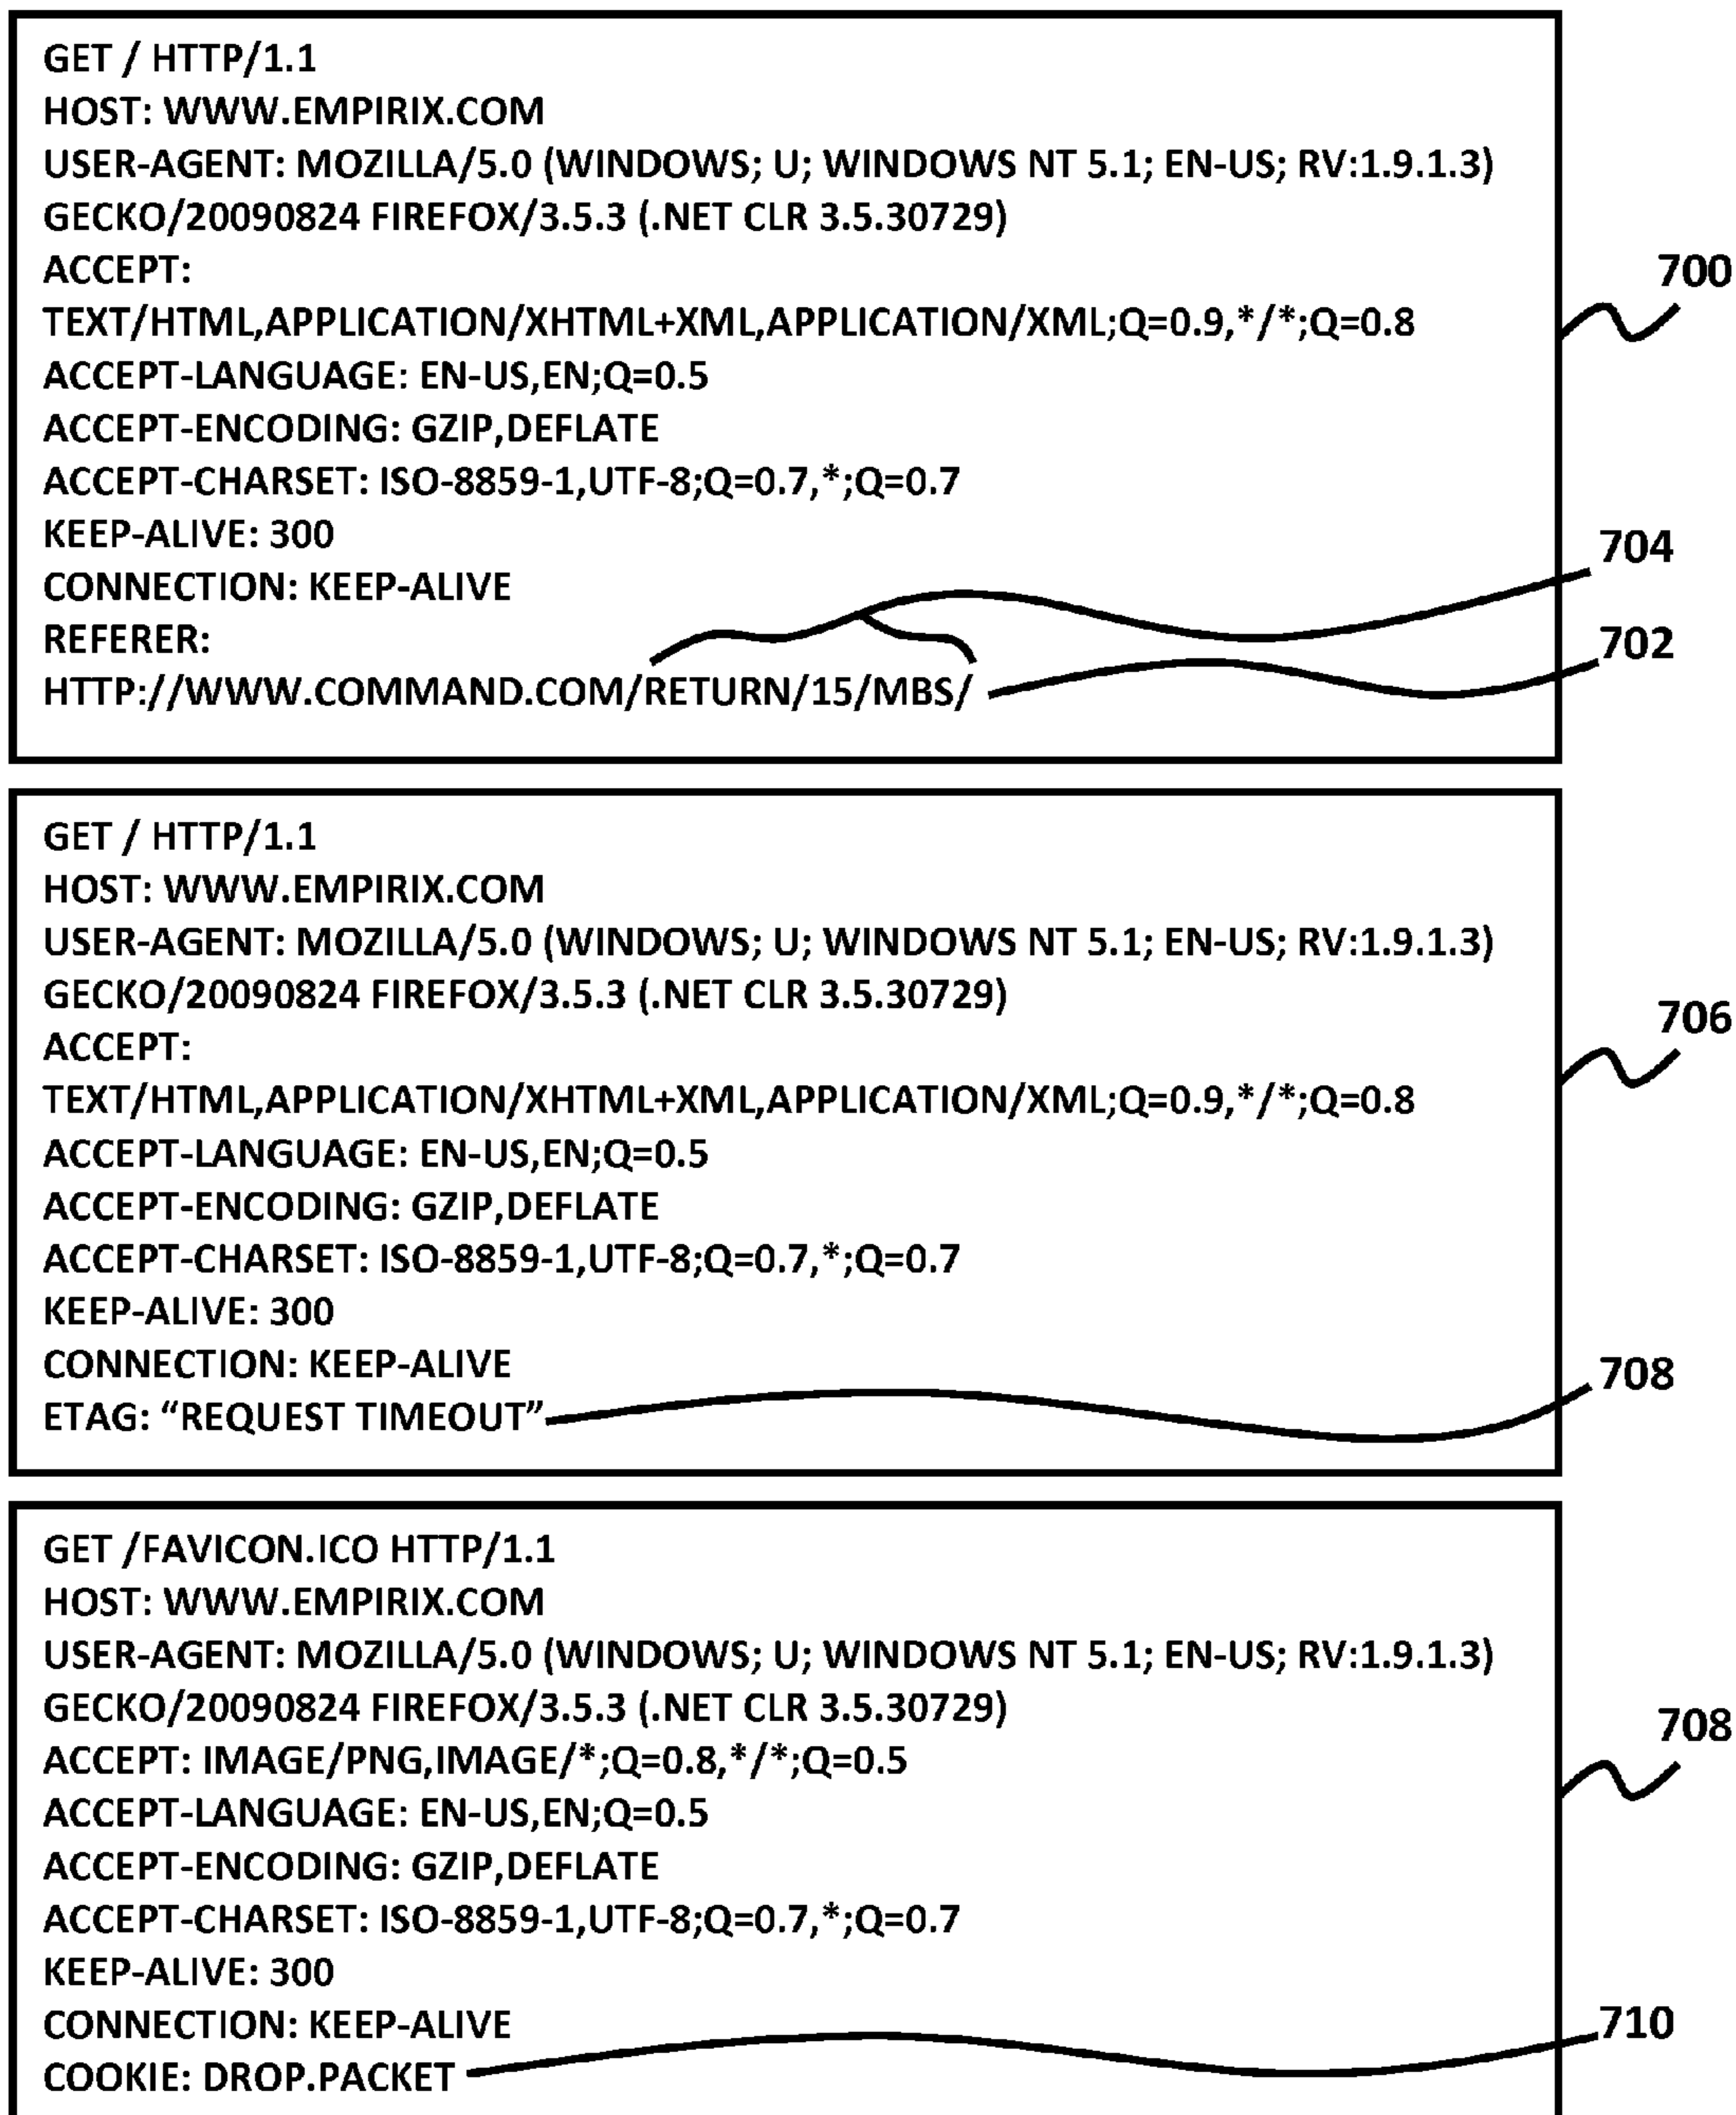 GET / HTTP/1.1
HOST: WWW.EMPIRIX.COM
USER-AGENT: MOZILLA/5.0 (WINDOWS; U; WINDOWS NT 5.1; EN-US; RV:1.9.1.3)
GECKO/20090824 FIREFOX/3.5.3 (.NET CLR 3.5.30729)
ACCEPT:
700
TEXT/HTML,APPLICATION/XHTML+XML,APPLICATION/XML;Q=0.9,*/*;Q=0.8
ACCEPT-LANGUAGE: EN-US,EN;Q=0.5
ACCEPT-ENCODING: GZIP,DEFLATE
ACCEPT-CHARSET: ISO-8859-1,UTF-8;Q=0.7,*;Q=0.7
KEEP-ALIVE: 300
704
CONNECTION: KEEP-ALIVE
REFERER:
702
HTTP://WWW.COMMAND.COM/RETURN/15/MBS/
GET / HTTP/1.1
HOST: WWW.EMPIRIX.COM
USER-AGENT: MOZILLA/5.0 (WINDOWS; U; WINDOWS NT 5.1; EN-US; RV:1.9.1.3)
GECKO/20090824 FIREFOX/3.5.3 (.NET CLR 3.5.30729)
706
ACCEPT:
TEXT/HTML,APPLICATION/XHTML+XML,APPLICATION/XML;Q=0.9,*/*;Q=0.8
ACCEPT-LANGUAGE: EN-US,EN;Q=0.5
ACCEPT-ENCODING: GZIP,DEFLATE
ACCEPT-CHARSET: ISO-8859-1,UTF-8;Q=0.7,*;Q=0.7
KEEP-ALIVE: 300
CONNECTION: KEEP-ALIVE
708
ETAG: “REQUEST TIMEOUT”
GET /FAVICON.ICO HTTP/1.1
HOST: WWW.EMPIRIX.COM
USER-AGENT: MOZILLA/5.0 (WINDOWS; U; WINDOWS NT 5.1; EN-US; RV:1.9.1.3)
GECKO/20090824 FIREFOX/3.5.3 (.NET CLR 3.5.30729)
708
ACCEPT: IMAGE/PNG,IMAGE/*;Q=0.8,*/*;Q=0.5
ACCEPT-LANGUAGE: EN-US,EN;Q=0.5
ACCEPT-ENCODING: GZIP,DEFLATE
ACCEPT-CHARSET: ISO-8859-1,UTF-8;Q=0.7,*;Q=0.7
KEEP-ALIVE: 300
CONNECTION: KEEP-ALIVE
710
COOKIE: DROP.PACKET